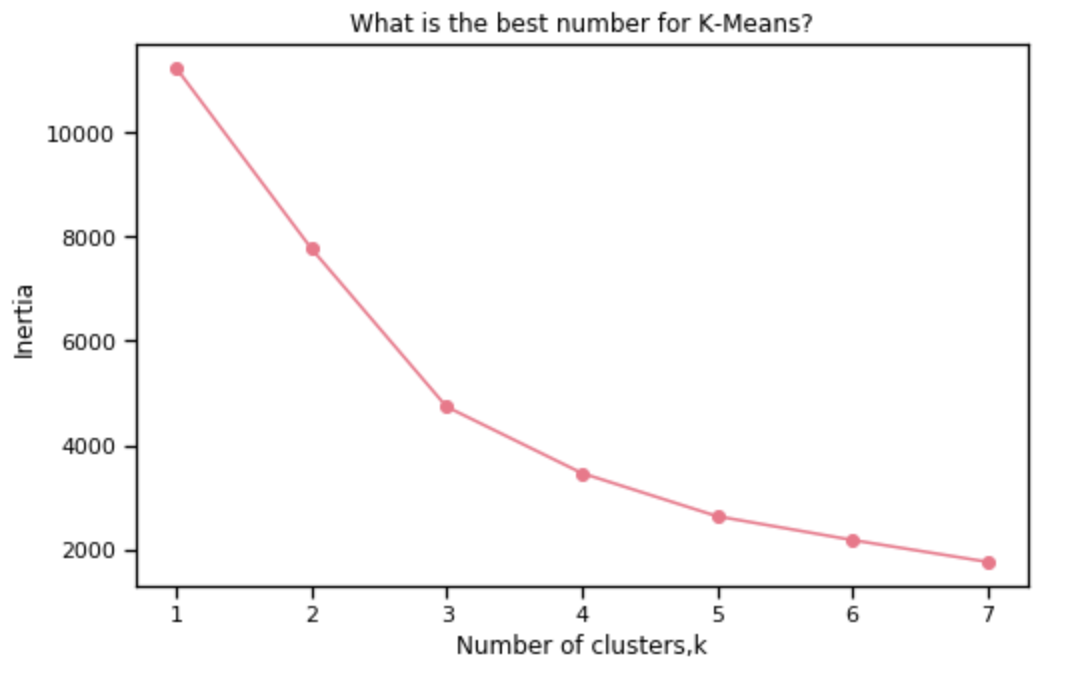 What is the best number for K-Means?
Inertia
10000
8000
6000
4000
2000
1 2 3 4 5 6 7
Number of clusters,k